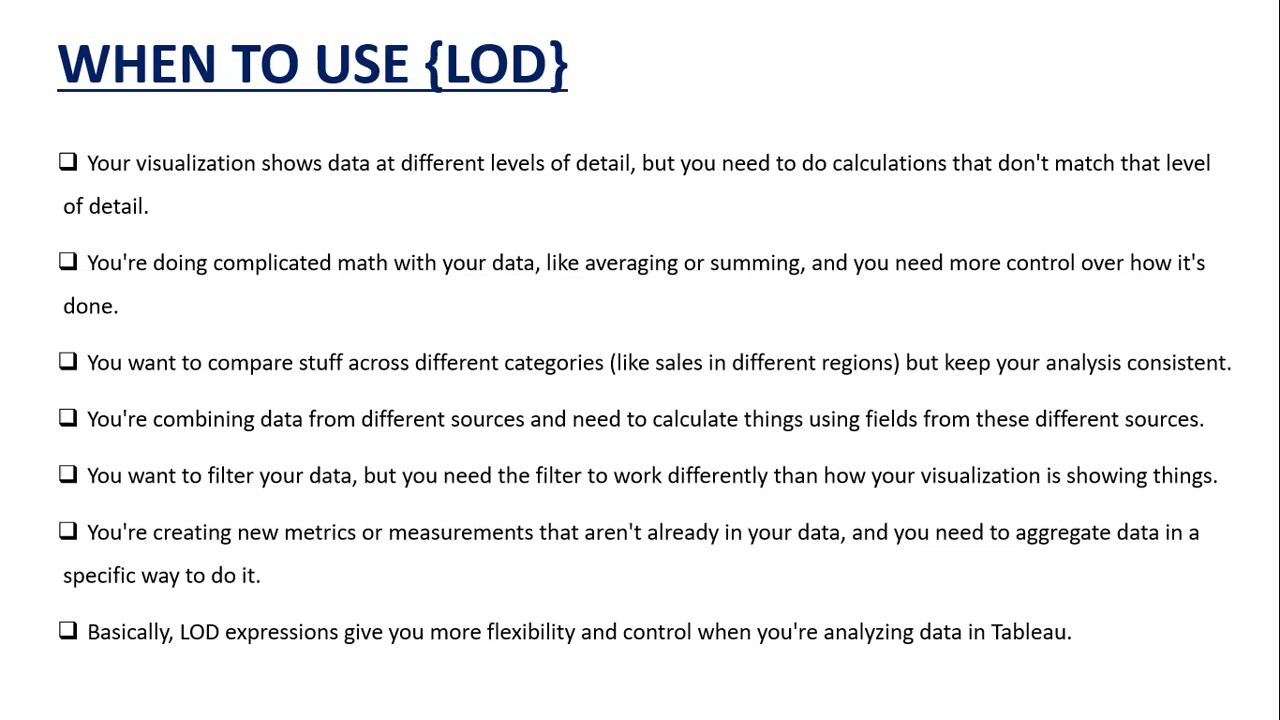 WHEN TO USE {LOD}
❑ Your visualization shows data at different levels of detail, but you need to do calculations that don't match that level
of detail.
❑ You're doing complicated math with your data, like averaging or summing, and you need more control over how it's
done.
❑ You want to compare stuff across different categories (like sales in different regions) but keep your analysis consistent.
❑ You're combining data from different sources and need to calculate things using fields from these different sources.
❑ You want to filter your data, but you need the filter to work differently than how your visualization is showing things.
❑ You're creating new metrics or measurements that aren't already in your data, and you need to aggregate data in a
specific way to do it.
❑ Basically, LOD expressions give you more flexibility and control when you're analyzing data in Tableau.